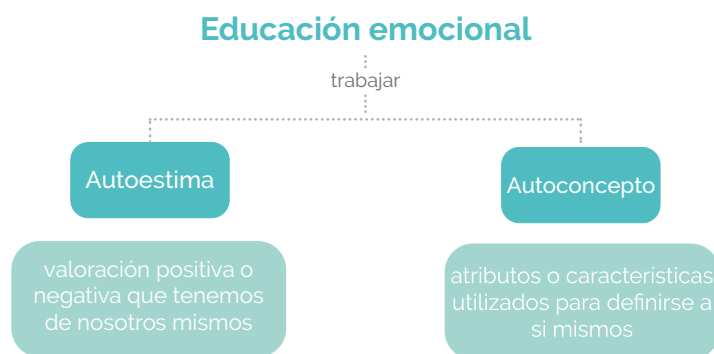 Educación emocional
trabajar
Autoestima
Autoconcepto
valoración positiva o
negativa que tenemos
de nosotros mismos
atributos o características
utilizados para definirse a
si mismos